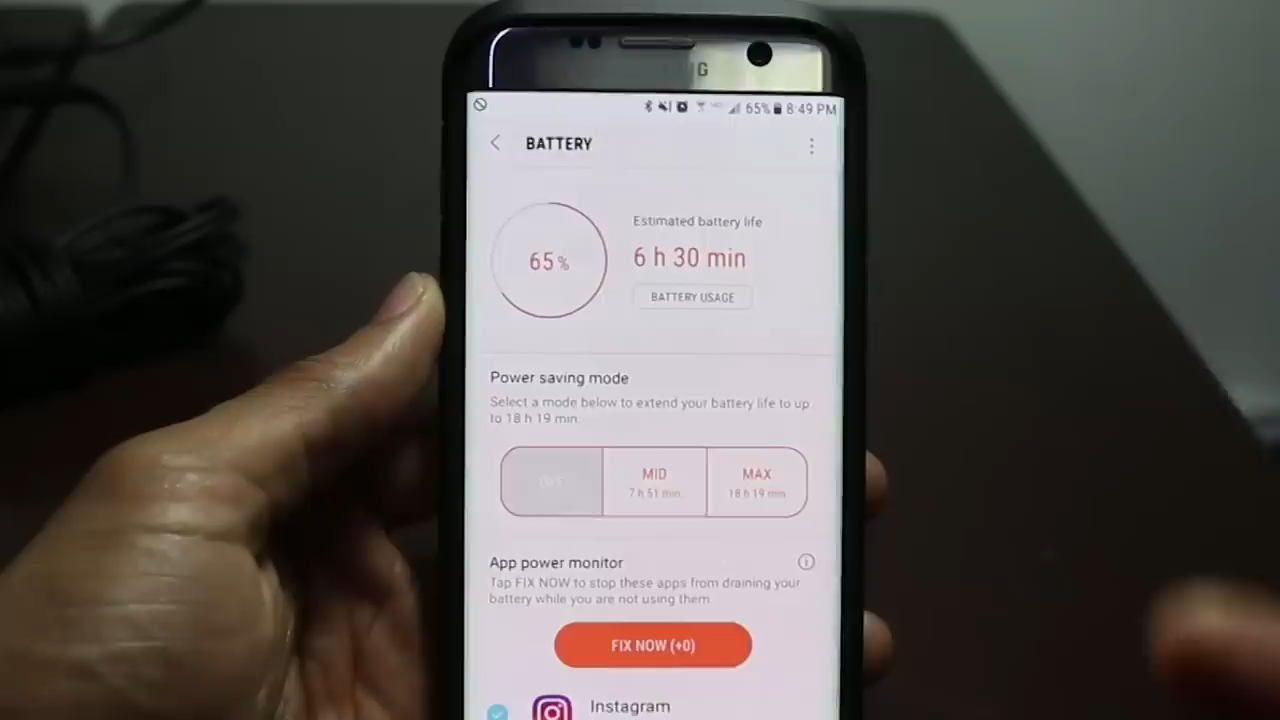 NG
65% 8:49 PM
BATTERY
65%
Estimated battery life
6 h 30 min
BATTERY USAGE
Power saving mode
Select a mode below to extend your battery life to up
to 18 h 19 min.
OFF
MID
7 h 51 min
MAX
18 h 19 min
App power monitor
Tap FIX NOW to stop these apps from draining your
battery while you are not using them.
FIX NOW (+0)
Instagram